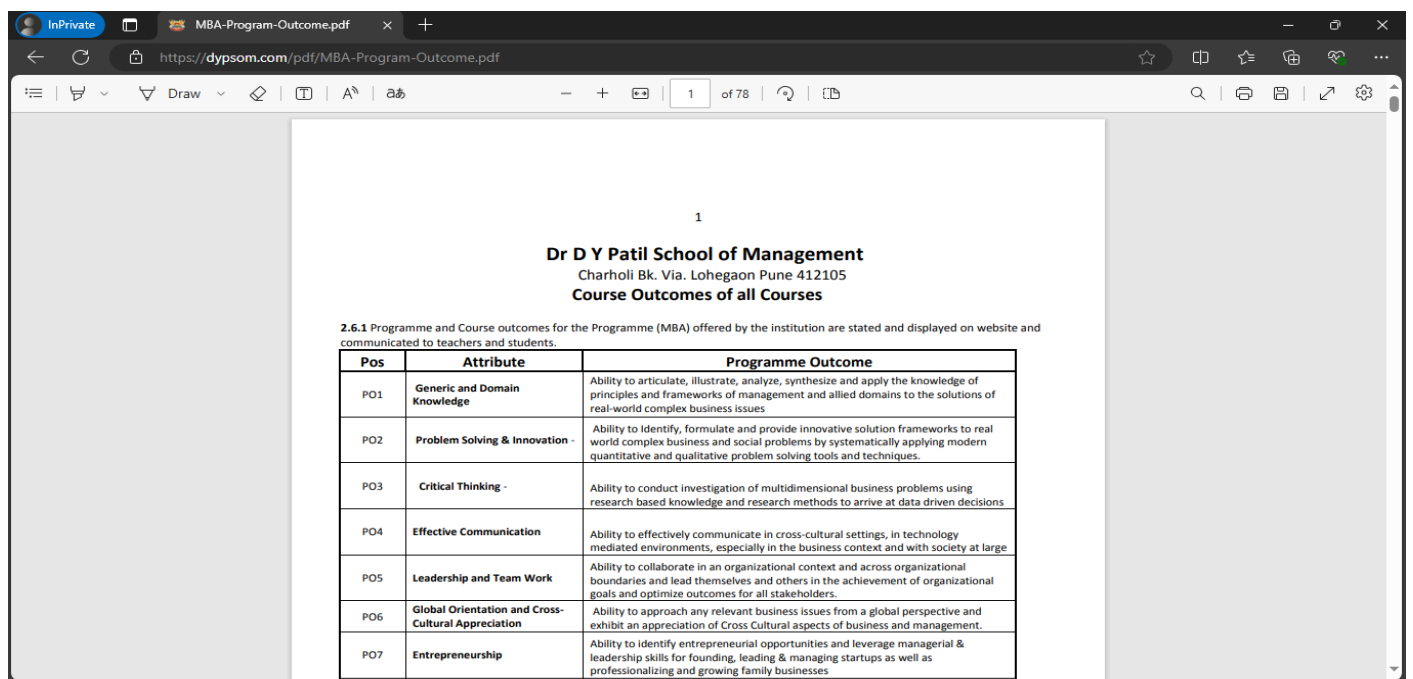 InPrivate
MBA-Program-Outcome.pdf
https://dypsom.com/pdf/MBA-Program-Outcome.pdf
Draw
aあ
1 of 78
1
Dr D Y Patil School of Management
Charholi Bk. Via. Lohegaon Pune 412105
Course Outcomes of all Courses
2.6.1 Programme and Course outcomes for the Programme (MBA) offered by the institution are stated and displayed on website and
communicated to teachers and students.
Pos Attribute Programme Outcome
PO1 Generic and Domain Knowledge
Ability to articulate, illustrate, analyze, synthesize and apply the knowledge of
principles and frameworks of management and allied domains to the solutions of
real-world complex business issues
PO2 Problem Solving & Innovation -
Ability to Identify, formulate and provide innovative solution frameworks to real
world complex business and social problems by systematically applying modern
quantitative and qualitative problem solving tools and techniques.
PO3 Critical Thinking -
Ability to conduct investigation of multidimensional business problems using
research based knowledge and research methods to arrive at data driven decisions
PO4 Effective Communication
Ability to effectively communicate in cross-cultural settings, in technology
mediated environments, especially in the business context and with society at large
PO5 Leadership and Team Work
Ability to collaborate in an organizational context and across organizational
boundaries and lead themselves and others in the achievement of organizational
goals and optimize outcomes for all stakeholders.
PO6 Global Orientation and Cross-
Cultural Appreciation
Ability to approach any relevant business issues from a global perspective and
exhibit an appreciation of Cross Cultural aspects of business and management.
PO7 Entrepreneurship
Ability to identify entrepreneurial opportunities and leverage managerial &
leadership skills for founding, leading & managing startups as well as
professionalizing and growing family businesses